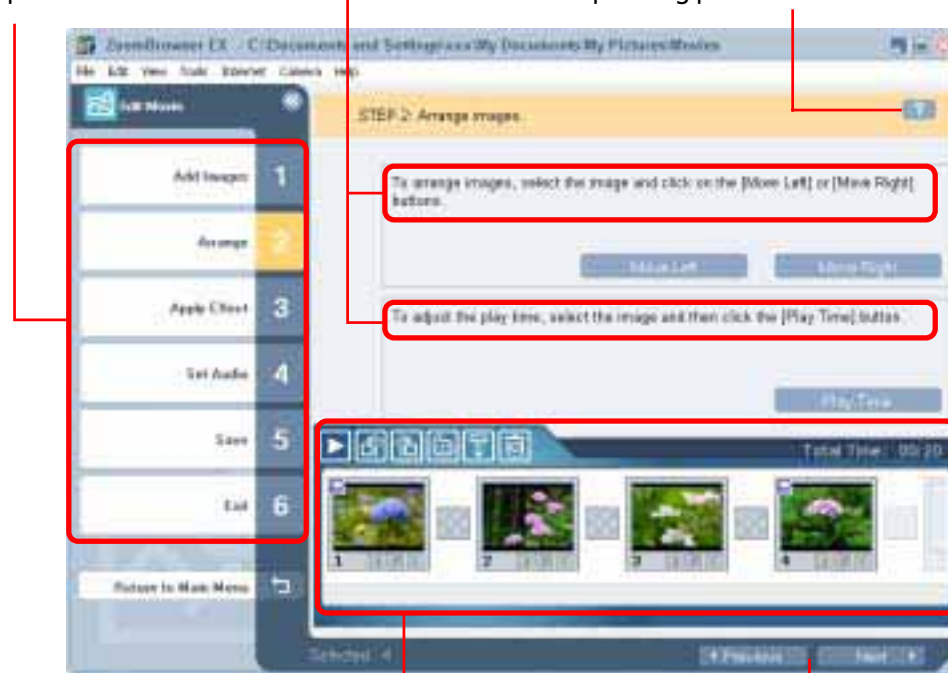 ZoomBrowser EX - C:\Documents and Settings\xxx\My Documents\My Pictures\Movies
File Edit View Tools Internet Camera Help
Edit Movie
STEP 2: Arrange images.
Add Images 1
To arrange images, select the image and click on the [Move Left] or [Move Right]
buttons.
Arrange 2
Move Left Move Right
Apply Effect 3
To adjust the play time, select the image and then click the [Play Time] button.
Set Audio 4
Play Time
Save 5
Total Time: 00:20
Exit 6
1 2 3 4
Return to Main Menu
Selected: 4
Previous Next